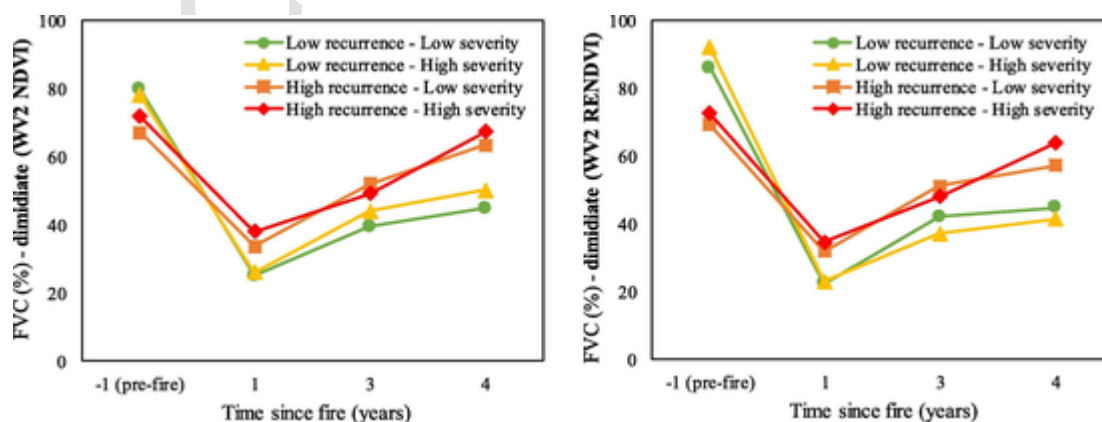 FVC (%) - dimidiate (WV2 NDVI)
100
80
60
40
20
0
Low recurrence - Low severity
Low recurrence - High severity
High recurrence - Low severity
High recurrence - High severity
-1 (pre-fire) 1 3 4
Time since fire (years)
FVC (%) - dimidiate (WV2 RENDVI)
100
80
60
40
20
0
Low recurrence - Low severity
Low recurrence - High severity
High recurrence - Low severity
High recurrence - High severity
-1 (pre-fire) 1 3 4
Time since fire (years)